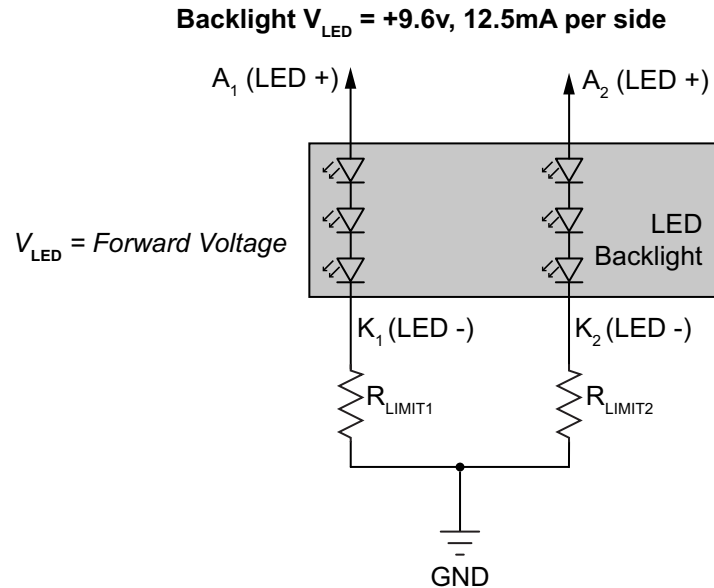 Backlight V_LED = +9.6v, 12.5mA per side
A₁ (LED +)
A₂ (LED +)
V_LED = Forward Voltage
LED
Backlight
K₁ (LED -)
K₂ (LED -)
R_LIMIT1
R_LIMIT2
GND